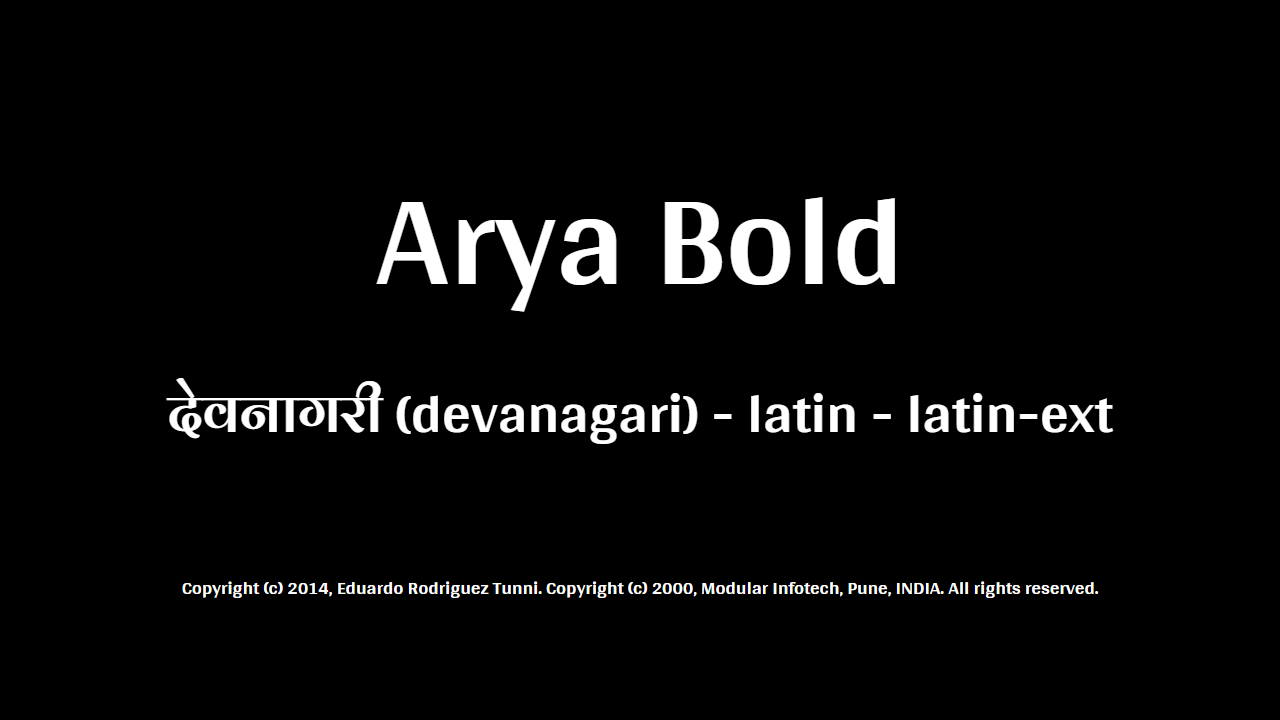 Arya Bold
देवनागरी (devanagari) - latin - latin-ext
Copyright (c) 2014, Eduardo Rodriguez Tunni. Copyright (c) 2000, Modular Infotech, Pune, INDIA. All rights reserved.